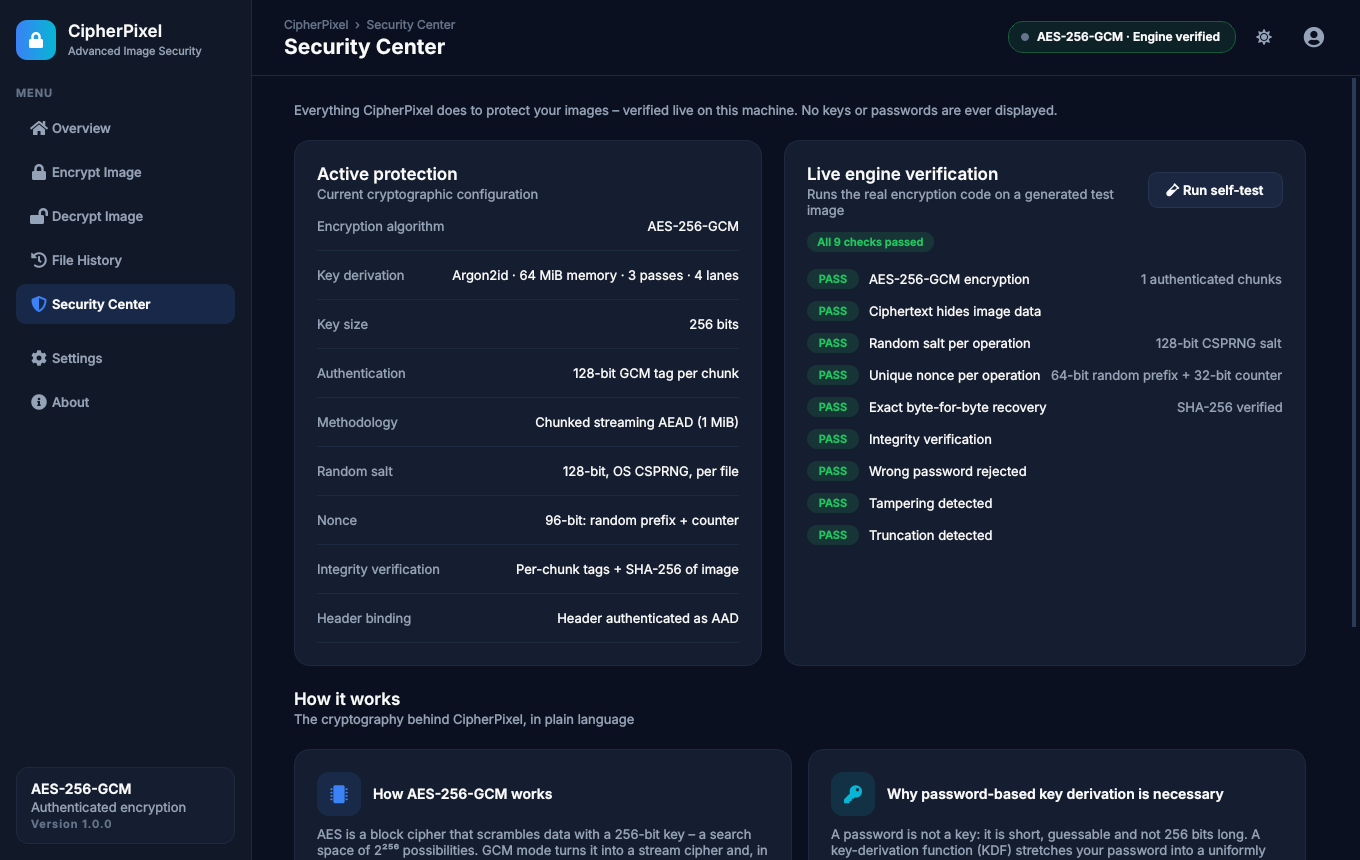 CipherPixel
Advanced Image Security
MENU
Overview
Encrypt Image
Decrypt Image
File History
Security Center
Settings
About
AES-256-GCM
Authenticated encryption
Version 1.0.0
CipherPixel › Security Center
Security Center
AES-256-GCM · Engine verified
Everything CipherPixel does to protect your images – verified live on this machine. No keys or passwords are ever displayed.
Active protection
Current cryptographic configuration
Encryption algorithm AES-256-GCM
Key derivation Argon2id · 64 MiB memory · 3 passes · 4 lanes
Key size 256 bits
Authentication 128-bit GCM tag per chunk
Methodology Chunked streaming AEAD (1 MiB)
Random salt 128-bit, OS CSPRNG, per file
Nonce 96-bit: random prefix + counter
Integrity verification Per-chunk tags + SHA-256 of image
Header binding Header authenticated as AAD
Live engine verification
Runs the real encryption code on a generated test
image
Run self-test
All 9 checks passed
PASS AES-256-GCM encryption 1 authenticated chunks
PASS Ciphertext hides image data
PASS Random salt per operation 128-bit CSPRNG salt
PASS Unique nonce per operation 64-bit random prefix + 32-bit counter
PASS Exact byte-for-byte recovery SHA-256 verified
PASS Integrity verification
PASS Wrong password rejected
PASS Tampering detected
PASS Truncation detected
How it works
The cryptography behind CipherPixel, in plain language
How AES-256-GCM works
AES is a block cipher that scrambles data with a 256-bit key – a search
space of 2²⁵⁶ possibilities. GCM mode turns it into a stream cipher and, in
Why password-based key derivation is necessary
A password is not a key: it is short, guessable and not 256 bits long. A
key-derivation function (KDF) stretches your password into a uniformly